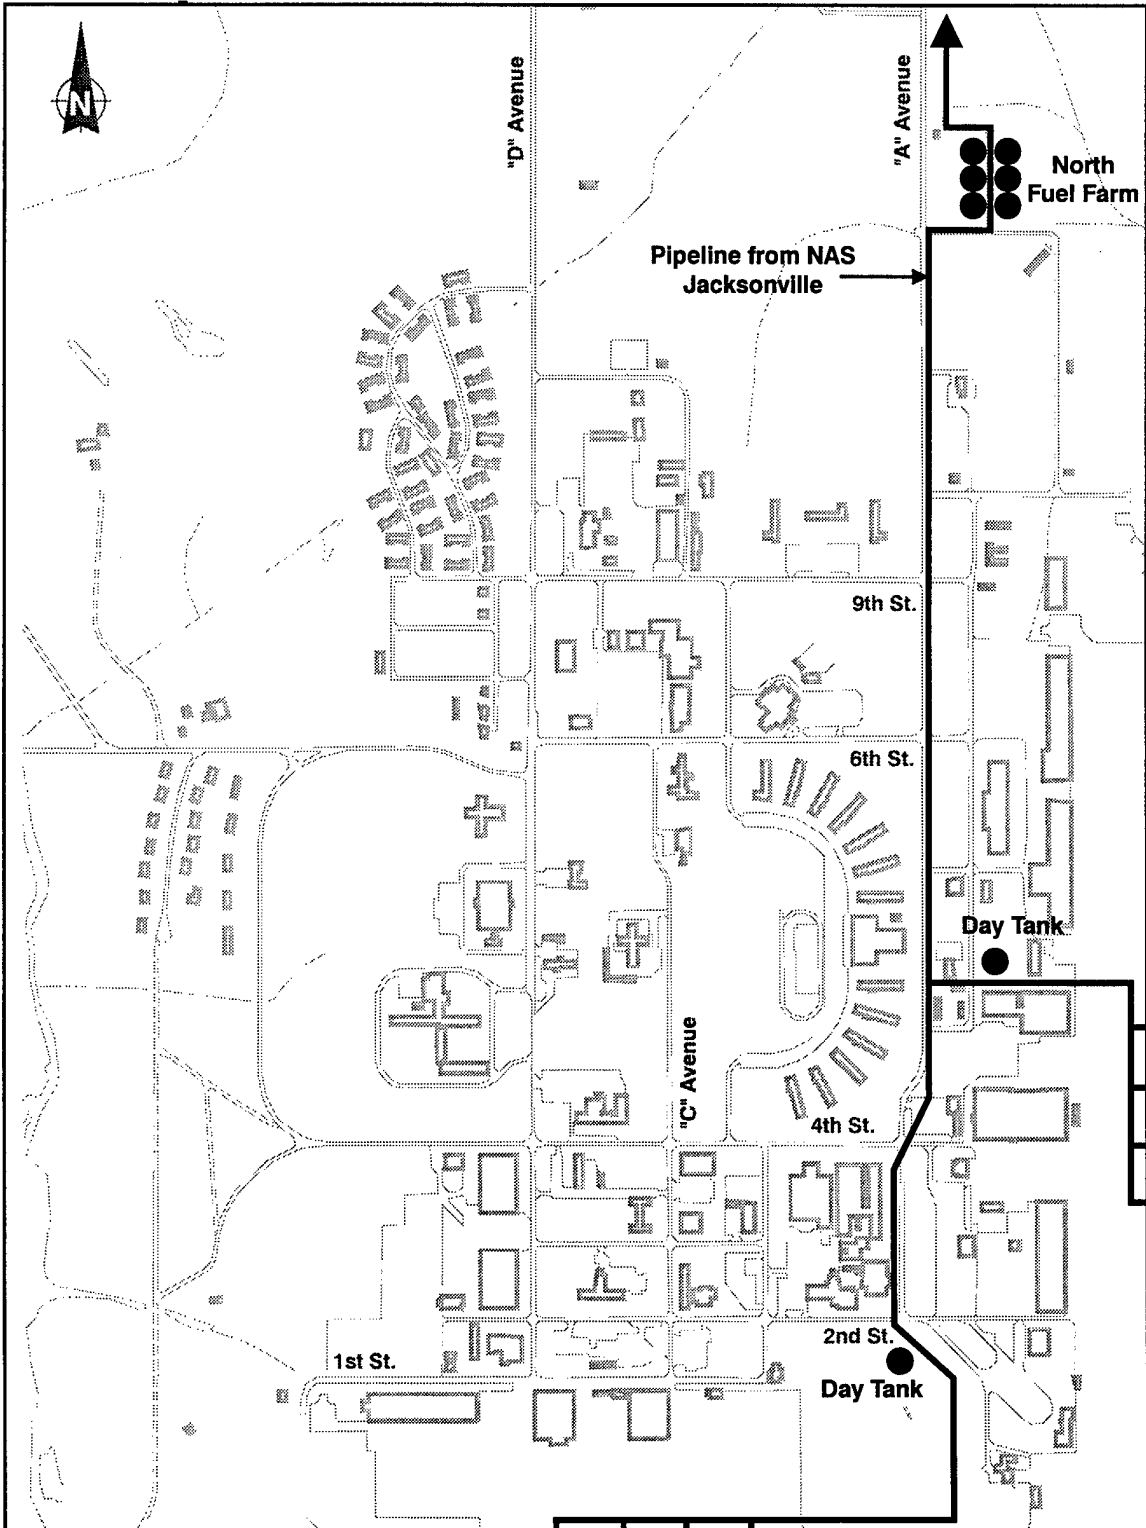 N
"D" Avenue
"A" Avenue
North
Fuel Farm
Pipeline from NAS
Jacksonville
9th St.
6th St.
Day Tank
"C" Avenue
4th St.
2nd St.
1st St.
Day Tank